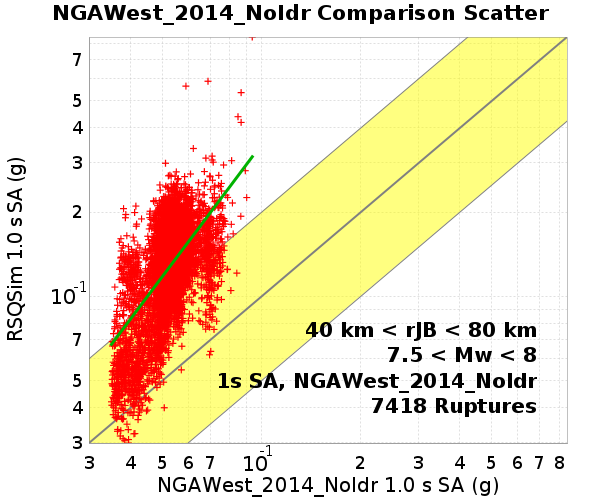 NGAWest_2014_NoIdr Comparison Scatter
RSQSim 1.0 s SA (g)
7
5
4
3
2
10^-1
7
5
4
3
40 km < rJB < 80 km
7.5 < Mw < 8
1s SA, NGAWest_2014_NoIdr
7418 Ruptures
3 4 5 6 7 10^-1 2 3 4 5 6 7 8
NGAWest_2014_NoIdr 1.0 s SA (g)